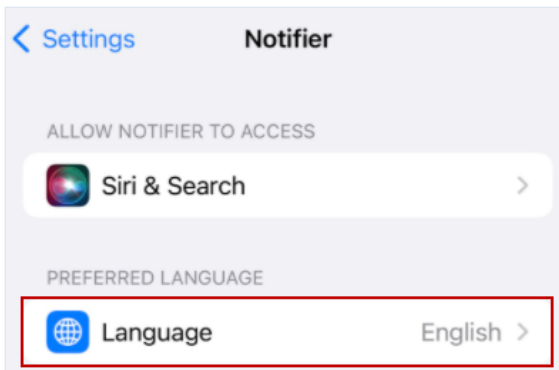 Settings Notifier
ALLOW NOTIFIER TO ACCESS
Siri & Search
PREFERRED LANGUAGE
Language English